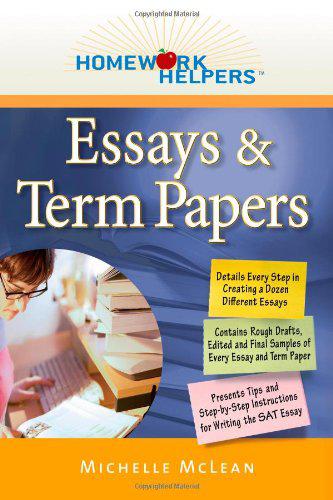 HOMEWORK
HELPERS™
Essays &
Term Papers
Details Every Step in
Creating a Dozen
Different Essays
Contains Rough Drafts,
Edited and Final Samples of
Every Essay and Term Paper
Presents Tips and
Step-by-Step Instructions
for Writing the SAT Essay
MICHELLE MCLEAN